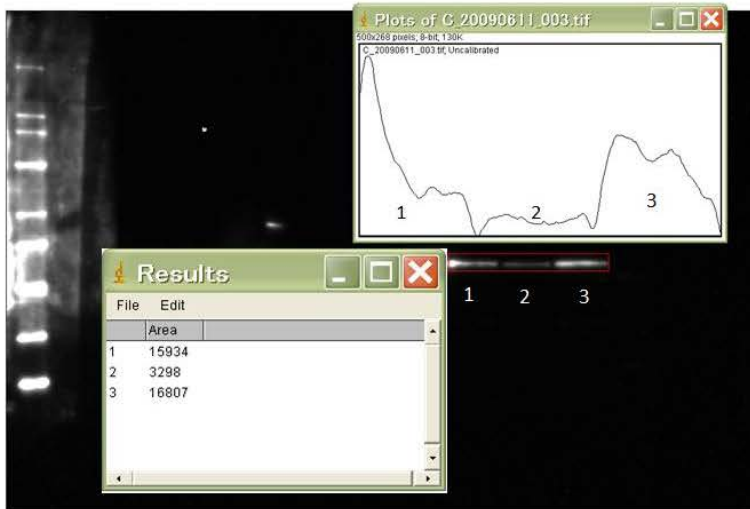 Plots of C_20090611_003.tif
500x268 pixels; 8-bit; 130K
C_20090611_003.tif; Uncalibrated
1
2
3
Results
File Edit
Area
1 15934
2 3298
3 16807
1 2 3